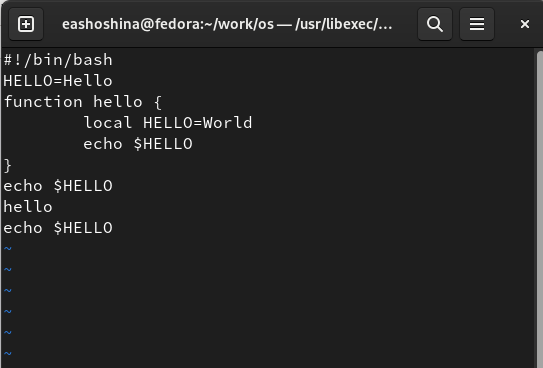 eashoshina@fedora:~/work/os — /usr/libexec/...
#!/bin/bash
HELLO=Hello
function hello {
        local HELLO=World
        echo $HELLO
}
echo $HELLO
hello
echo $HELLO
~
~
~
~
~
~